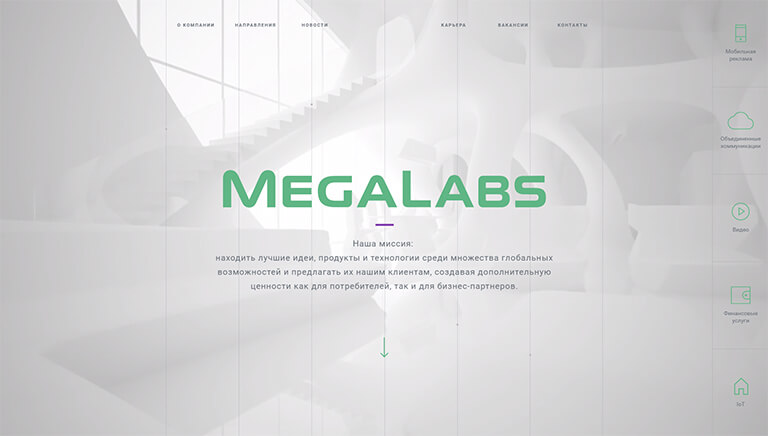 О КОМПАНИИ НАПРАВЛЕНИЯ НОВОСТИ КАРЬЕРА ВАКАНСИИ КОНТАКТЫ
MEGALABS
Наша миссия:
находить лучшие идеи, продукты и технологии среди множества глобальных
возможностей и предлагать их нашим клиентам, создавая дополнительную
ценности как для потребителей, так и для бизнес-партнеров.
Мобильная
реклама
Объединенные
коммуникации
Видео
Финансовые
услуги
IoT